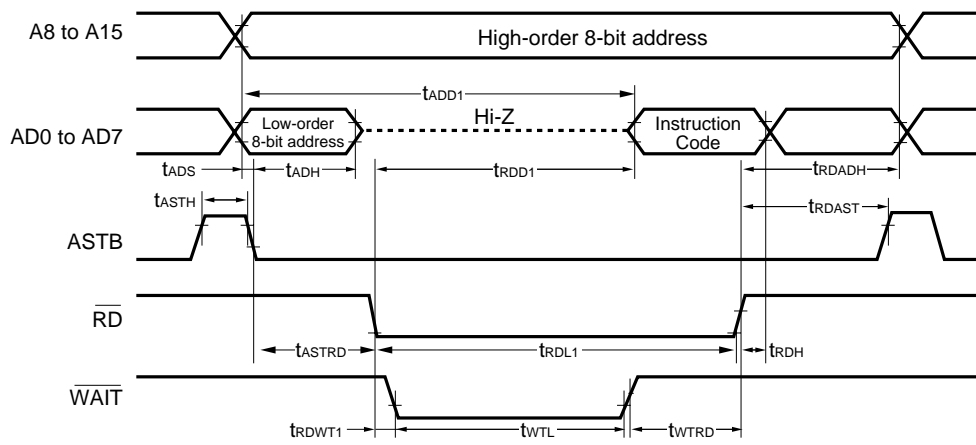 A8 to A15
High-order 8-bit address
tADD1
AD0 to AD7
Low-order
8-bit address
Hi-Z
Instruction
Code
tADS
tADH
tRDD1
tRDADH
tASTH
tRDAST
ASTB
RD
tASTRD
tRDL1
tRDH
WAIT
tRDWT1
tWTL
tWTRD